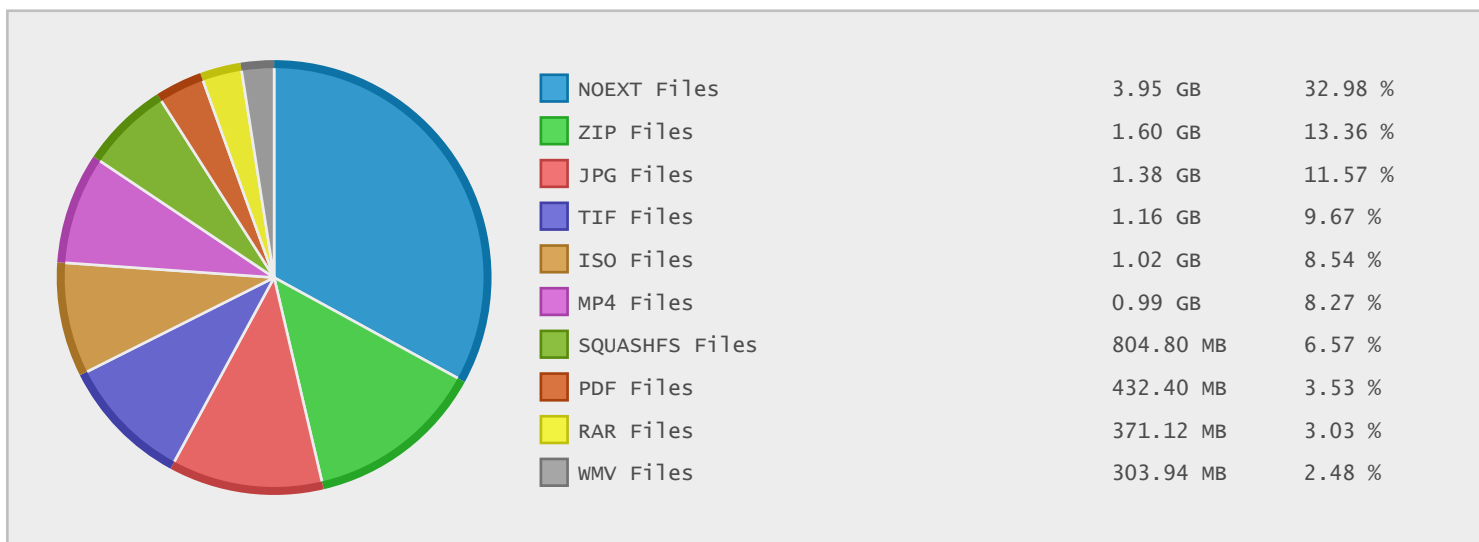 NOEXT Files 3.95 GB 32.98 %
ZIP Files 1.60 GB 13.36 %
JPG Files 1.38 GB 11.57 %
TIF Files 1.16 GB 9.67 %
ISO Files 1.02 GB 8.54 %
MP4 Files 0.99 GB 8.27 %
SQUASHFS Files 804.80 MB 6.57 %
PDF Files 432.40 MB 3.53 %
RAR Files 371.12 MB 3.03 %
WMV Files 303.94 MB 2.48 %